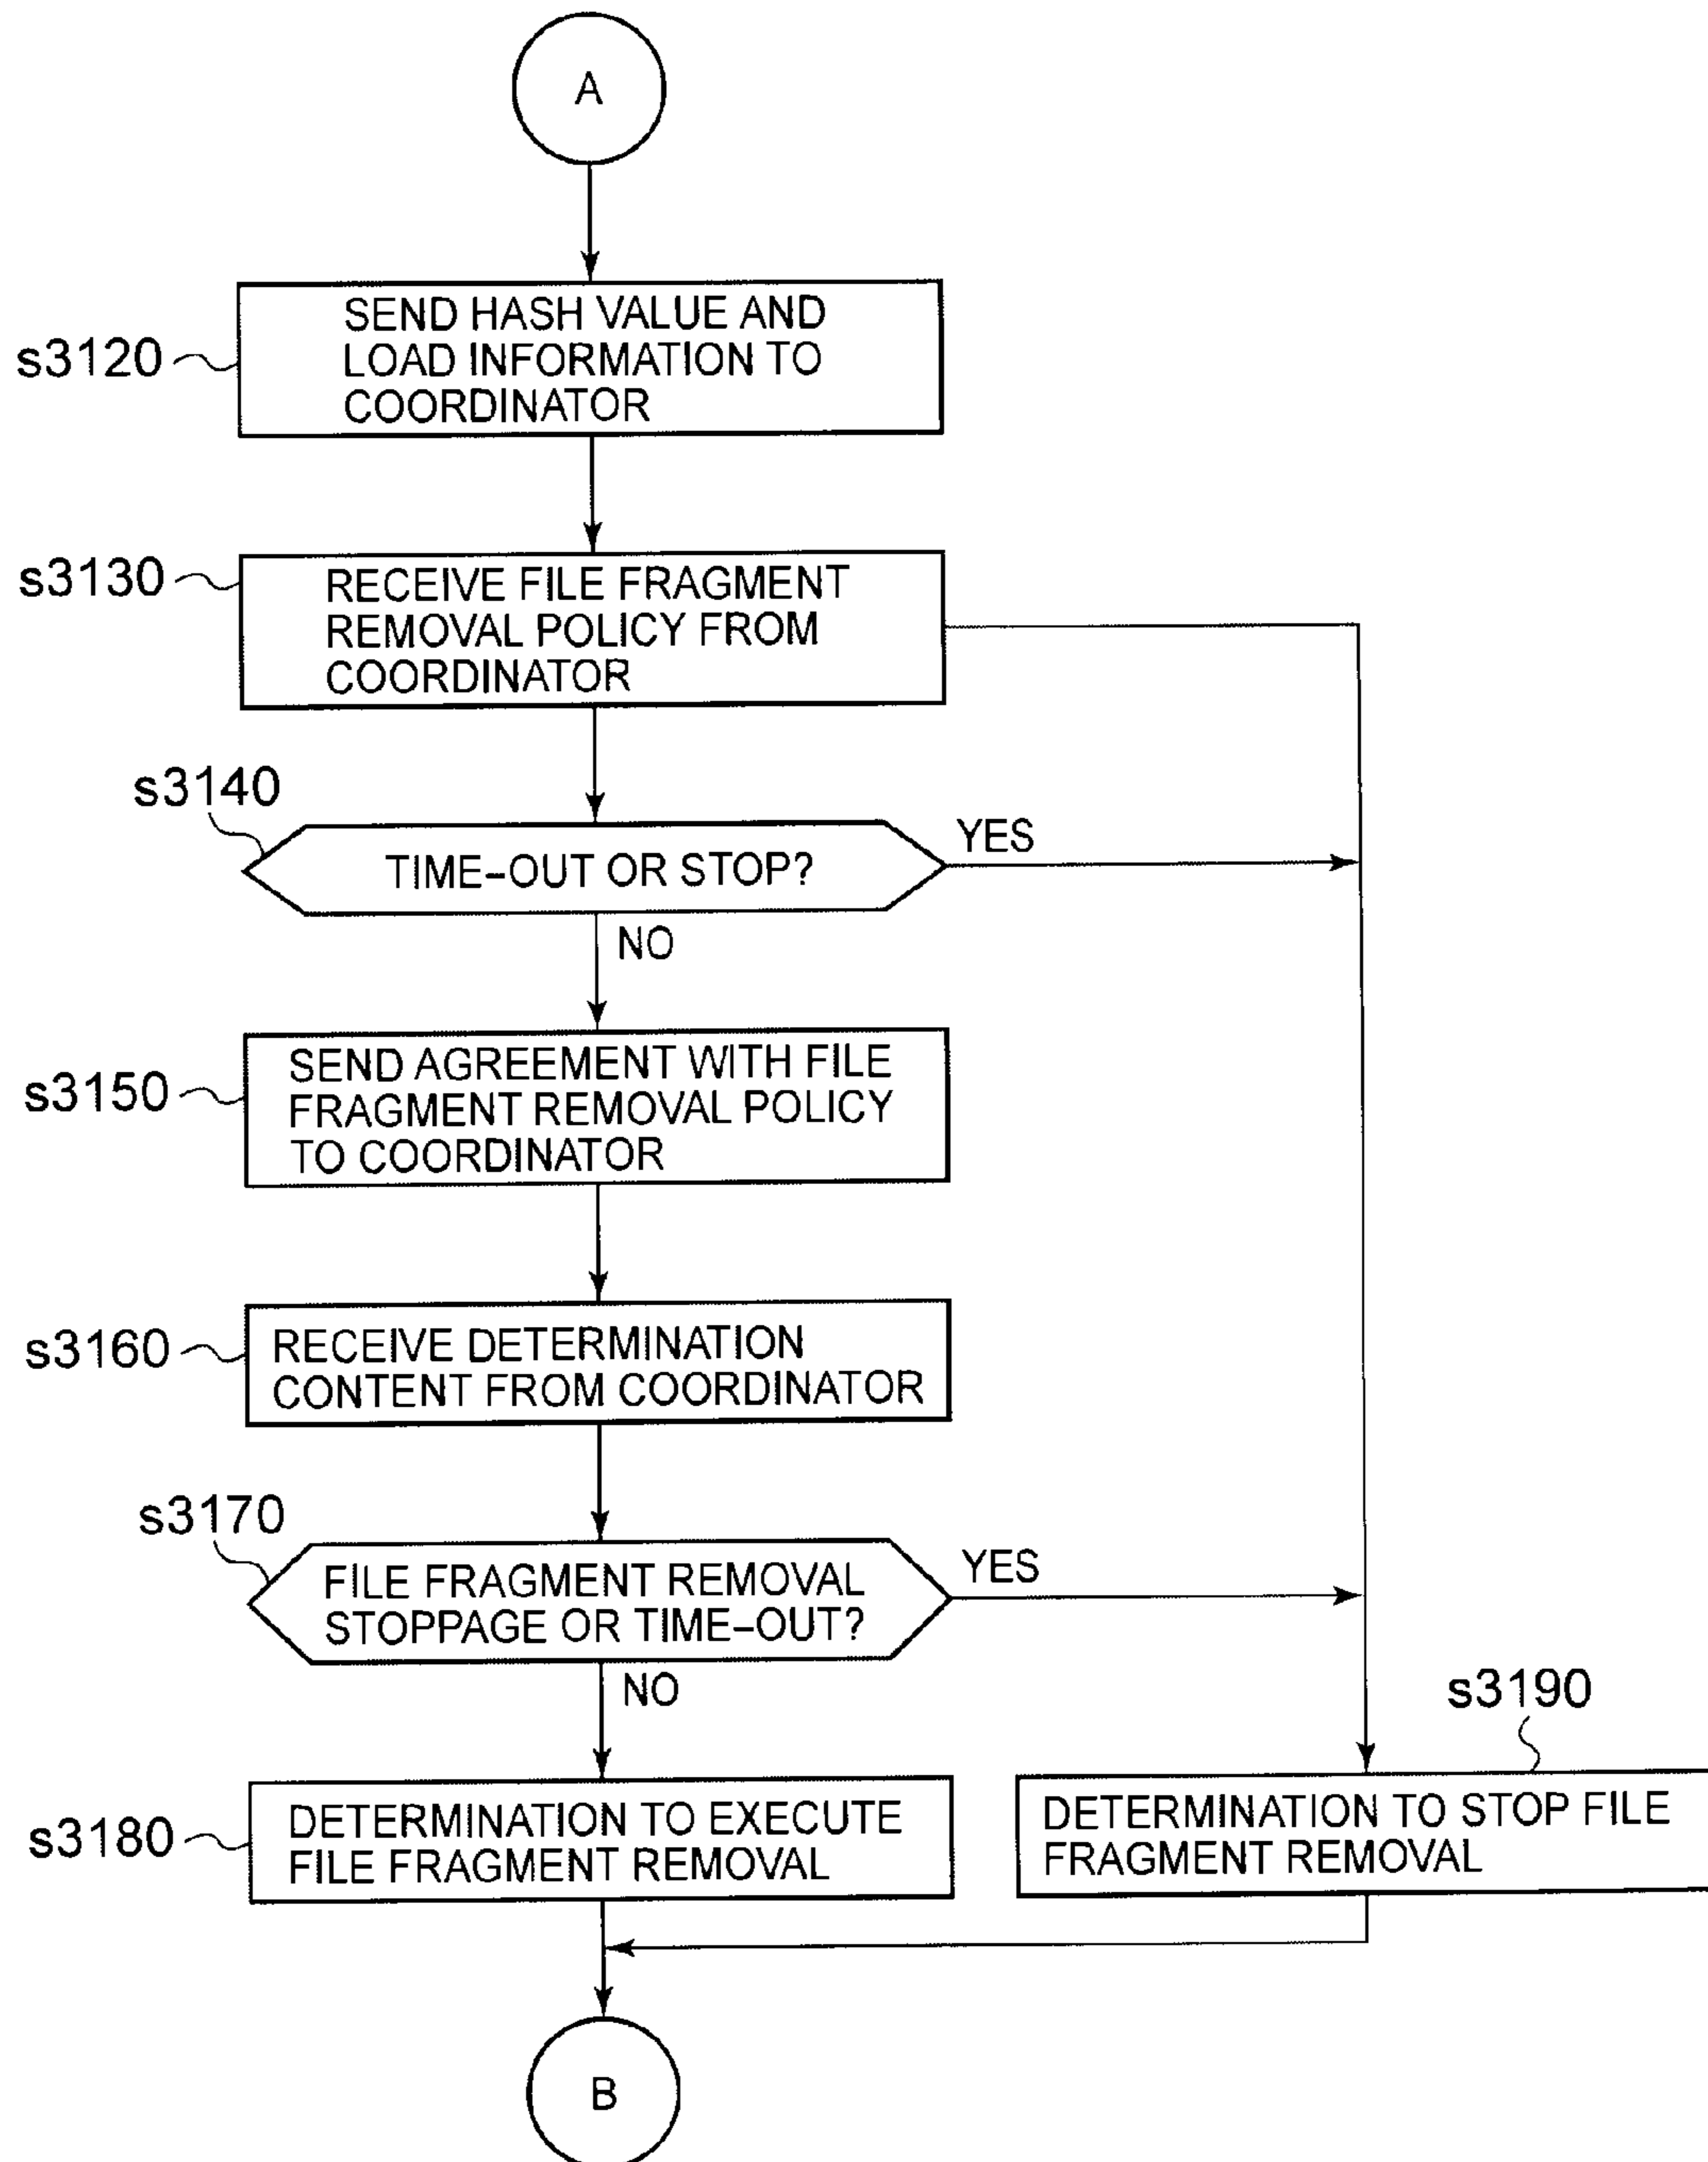 A
s3120
SEND HASH VALUE AND
LOAD INFORMATION TO
COORDINATOR
s3130
RECEIVE FILE FRAGMENT
REMOVAL POLICY FROM
COORDINATOR
s3140
TIME-OUT OR STOP?
YES
NO
s3150
SEND AGREEMENT WITH FILE
FRAGMENT REMOVAL POLICY
TO COORDINATOR
s3160
RECEIVE DETERMINATION
CONTENT FROM COORDINATOR
s3170
FILE FRAGMENT REMOVAL
STOPPAGE OR TIME-OUT?
YES
NO
s3180
DETERMINATION TO EXECUTE
FILE FRAGMENT REMOVAL
s3190
DETERMINATION TO STOP FILE
FRAGMENT REMOVAL
B